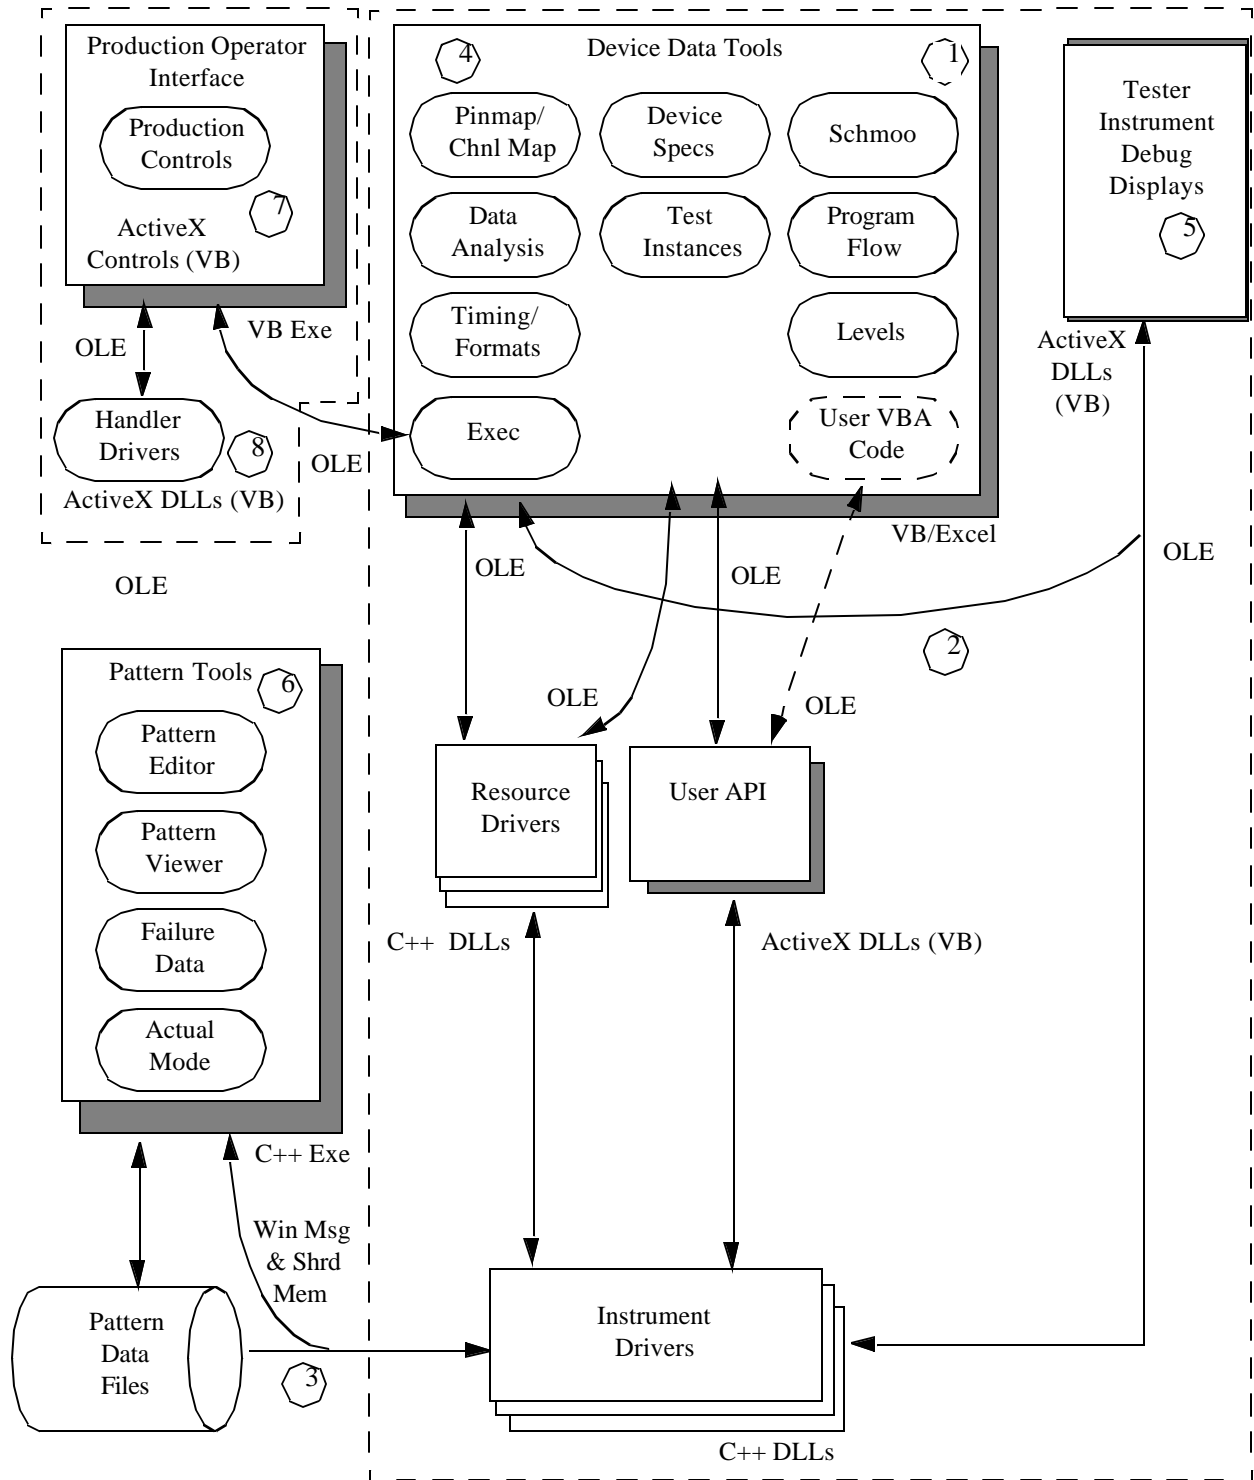 Production Operator
Interface
Production
Controls
7
ActiveX
Controls (VB)
VB Exe
OLE
Handler
Drivers
8
ActiveX DLLs (VB)
OLE
OLE
4
Device Data Tools
1
Pinmap/
Chnl Map
Device
Specs
Schmoo
Data
Analysis
Test
Instances
Program
Flow
Timing/
Formats
Levels
Exec
User VBA
Code
VB/Excel
Tester
Instrument
Debug
Displays
5
ActiveX
DLLs
(VB)
OLE
OLE
OLE
2
OLE
OLE
Pattern Tools
6
Pattern
Editor
Pattern
Viewer
Failure
Data
Actual
Mode
C++ Exe
Resource
Drivers
C++ DLLs
User API
ActiveX DLLs (VB)
Win Msg
& Shrd
Mem
Pattern
Data
Files
3
Instrument
Drivers
C++ DLLs